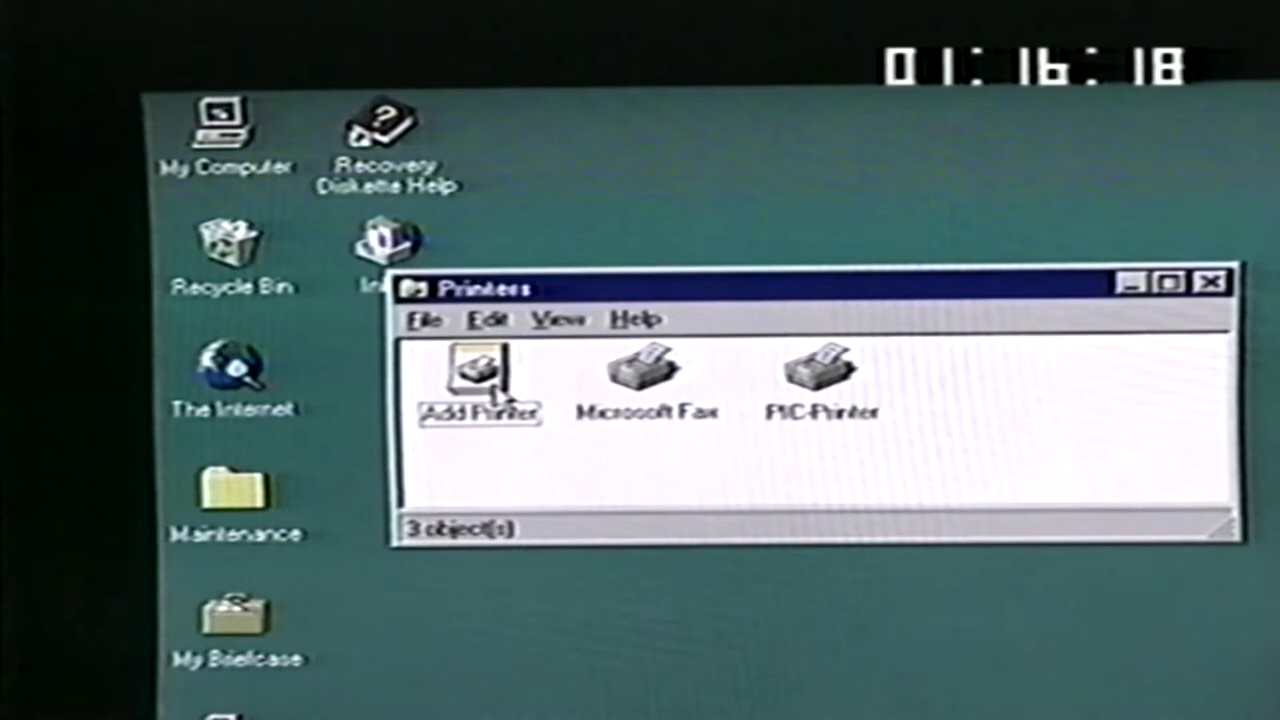 01:16:18
My Computer
Recovery
Diskette Help
Recycle Bin
In
Printers
File Edit View Help
Add Printer
Microsoft Fax
PIC-Printer
The Internet
3 object(s)
Maintenance
My Briefcase